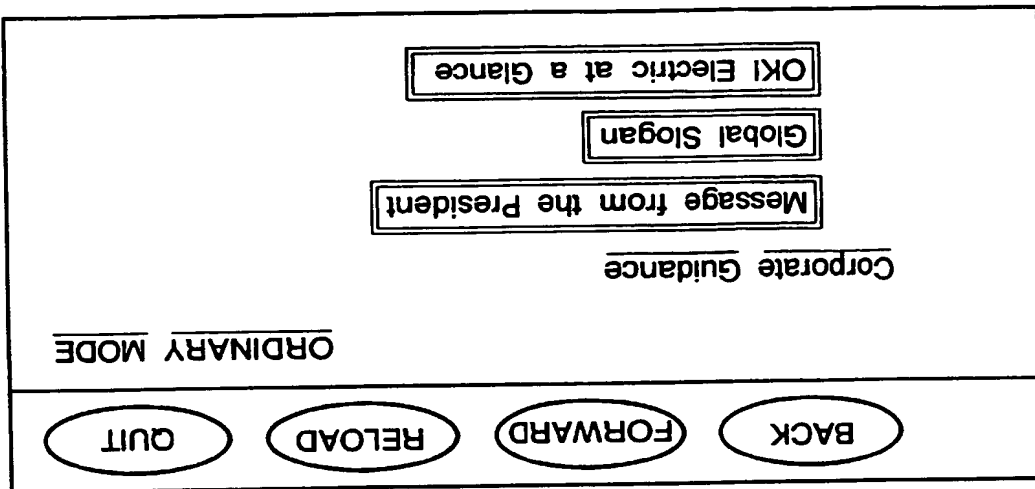 BACK FORWARD RELOAD QUIT
ORDINARY MODE
Corporate Guidance
Message from the President
Global Slogan
OKI Electric at a Glance